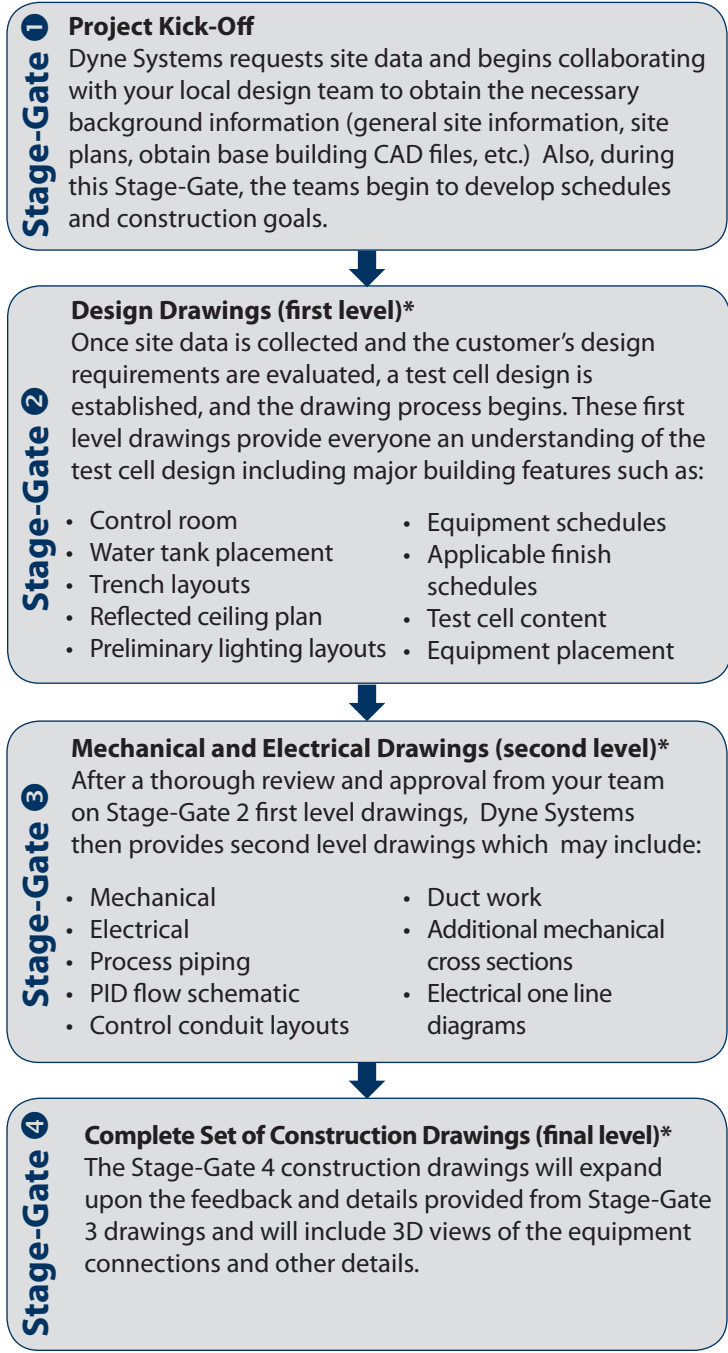 Stage-Gate ❶
Project Kick-Off
Dyne Systems requests site data and begins collaborating
with your local design team to obtain the necessary
background information (general site information, site
plans, obtain base building CAD files, etc.)  Also, during
this Stage-Gate, the teams begin to develop schedules
and construction goals.
Stage-Gate ❷
Design Drawings (first level)*
Once site data is collected and the customer’s design
requirements are evaluated, a test cell design is
established, and the drawing process begins. These first
level drawings provide everyone an understanding of the
test cell design including major building features such as:
• Control room
• Water tank placement
• Trench layouts
• Reflected ceiling plan
• Preliminary lighting layouts
• Equipment schedules
• Applicable finish
schedules
• Test cell content
• Equipment placement
Stage-Gate ❸
Mechanical and Electrical Drawings (second level)*
After a thorough review and approval from your team
on Stage-Gate 2 first level drawings,  Dyne Systems
then provides second level drawings which  may include:
• Mechanical
• Electrical
• Process piping
• PID flow schematic
• Control conduit layouts
• Duct work
• Additional mechanical
cross sections
• Electrical one line
diagrams
Stage-Gate ❹
Complete Set of Construction Drawings (final level)*
The Stage-Gate 4 construction drawings will expand
upon the feedback and details provided from Stage-Gate
3 drawings and will include 3D views of the equipment
connections and other details.